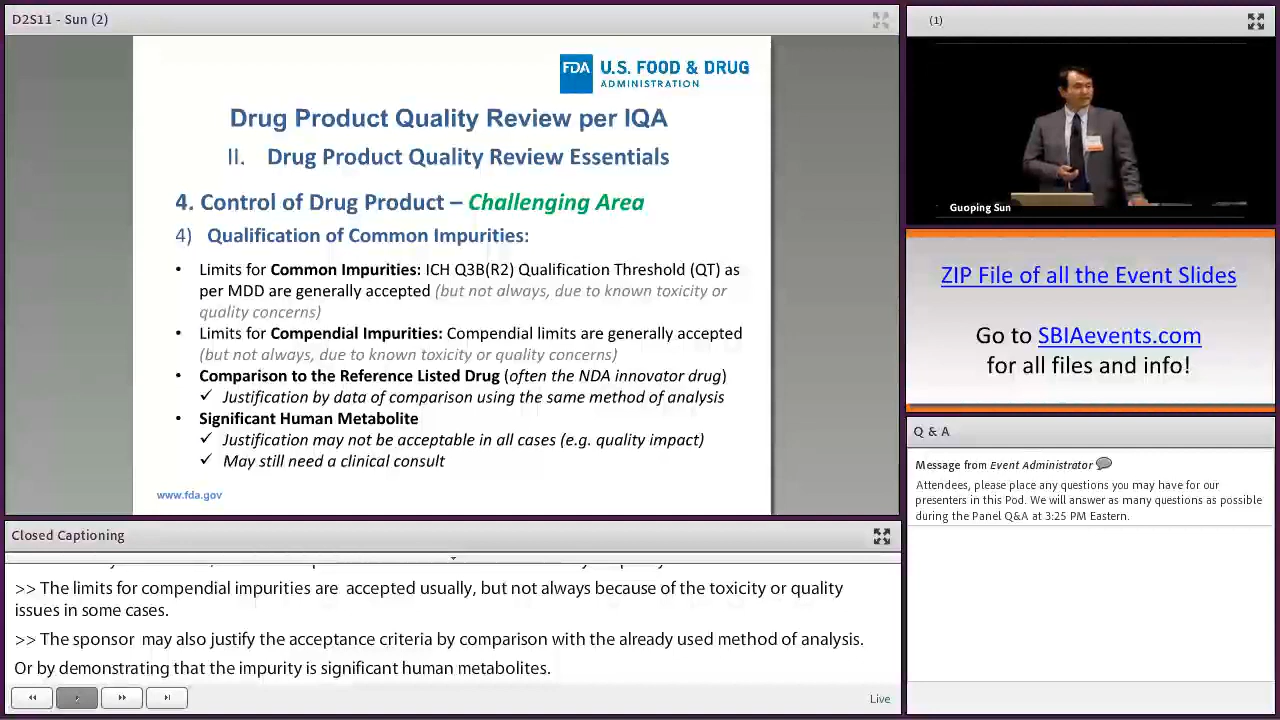 D2S11 - Sun (2)
FDA
U.S. FOOD & DRUG
ADMINISTRATION
Drug Product Quality Review per IQA
II. Drug Product Quality Review Essentials
4. Control of Drug Product – Challenging Area
4) Qualification of Common Impurities:
• Limits for Common Impurities: ICH Q3B(R2) Qualification Threshold (QT) as
per MDD are generally accepted (but not always, due to known toxicity or
quality concerns)
• Limits for Compendial Impurities: Compendial limits are generally accepted
(but not always, due to known toxicity or quality concerns)
• Comparison to the Reference Listed Drug (often the NDA innovator drug)
✓ Justification by data of comparison using the same method of analysis
• Significant Human Metabolite
✓ Justification may not be acceptable in all cases (e.g. quality impact)
✓ May still need a clinical consult
www.fda.gov
Closed Captioning
>> The limits for compendial impurities are accepted usually, but not always because of the toxicity or quality
issues in some cases.
>> The sponsor may also justify the acceptance criteria by comparison with the already used method of analysis.
Or by demonstrating that the impurity is significant human metabolites.
Live
(1)
Guoping Sun
ZIP File of all the Event Slides
Go to SBIAevents.com
for all files and info!
Q & A
Message from Event Administrator
Attendees, please place any questions you may have for our
presenters in this Pod. We will answer as many questions as possible
during the Panel Q&A at 3:25 PM Eastern.